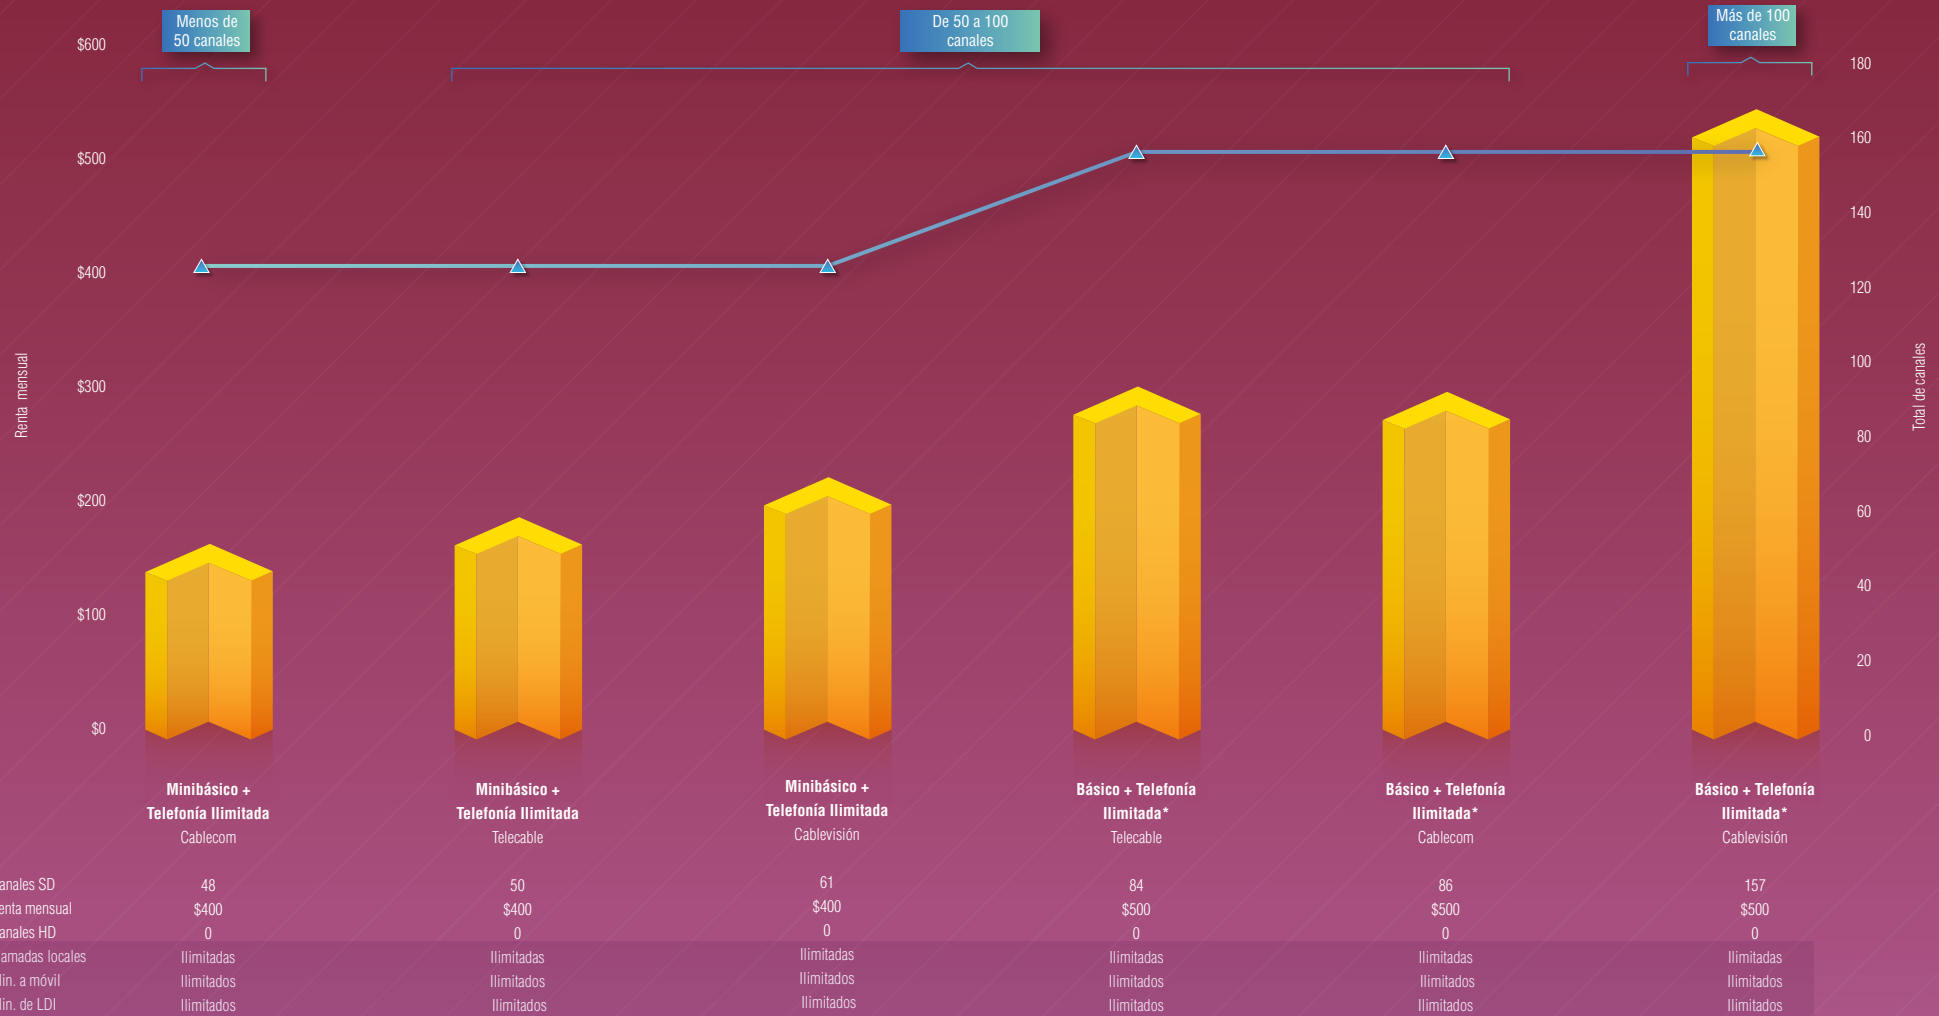 Menos de
50 canales
De 50 a 100
canales
Más de 100
canales
$600
$500
$400
$300
$200
$100
$0
Renta mensual
180
160
140
120
100
80
60
40
20
0
Total de canales
Minibásico +
Telefonía Ilimitada
Cablecom
Minibásico +
Telefonía Ilimitada
Telecable
Minibásico +
Telefonía Ilimitada
Cablevisión
Básico + Telefonía
Ilimitada*
Telecable
Básico + Telefonía
Ilimitada*
Cablecom
Básico + Telefonía
Ilimitada*
Cablevisión
anales SD 48 50 61 84 86 157
enta mensual $400 $400 $400 $500 $500 $500
anales HD 0 0 0 0 0 0
amadas locales Ilimitadas Ilimitadas Ilimitadas Ilimitadas Ilimitadas Ilimitadas
in. a móvil Ilimitados Ilimitados Ilimitados Ilimitados Ilimitados Ilimitados
in. de LDI Ilimitados Ilimitados Ilimitados Ilimitados Ilimitados Ilimitados